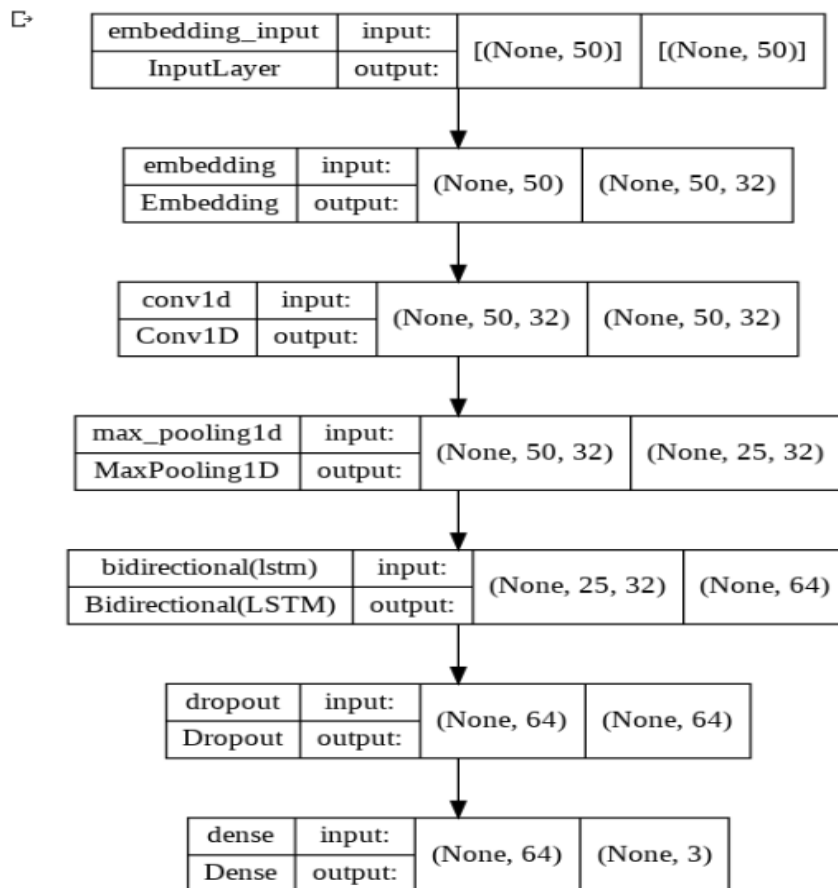 embedding_input input: [(None, 50)] [(None, 50)]
InputLayer output:
embedding input: (None, 50) (None, 50, 32)
Embedding output:
conv1d input: (None, 50, 32) (None, 50, 32)
Conv1D output:
max_pooling1d input: (None, 50, 32) (None, 25, 32)
MaxPooling1D output:
bidirectional(lstm) input: (None, 25, 32) (None, 64)
Bidirectional(LSTM) output:
dropout input: (None, 64) (None, 64)
Dropout output:
dense input: (None, 64) (None, 3)
Dense output: